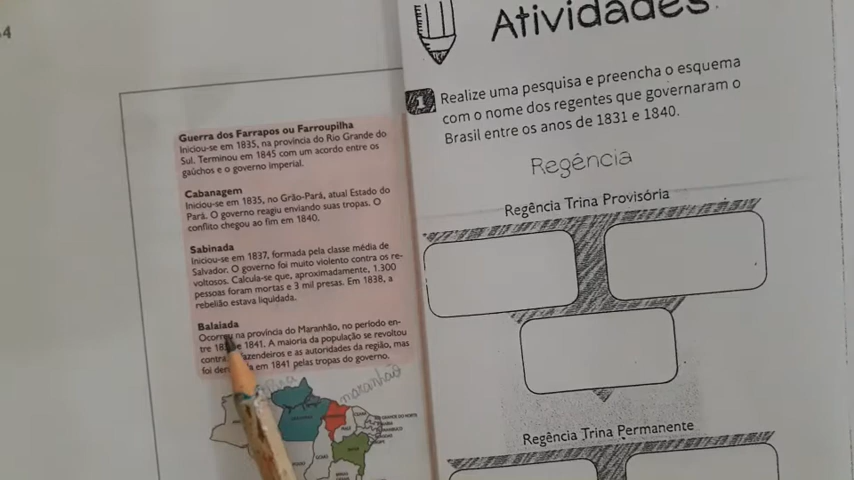 4
Guerra dos Farrapos ou Farroupilha
Iniciou-se em 1835, na província do Rio Grande do
Sul. Terminou em 1845 com um acordo entre os
gaúchos e o governo imperial.
Cabanagem
Iniciou-se em 1835, no Grão-Pará, atual Estado do
Pará. O governo reagiu enviando suas tropas. O
conflito chegou ao fim em 1840.
Sabinada
Iniciou-se em 1837, formada pela classe média de
Salvador. O governo foi muito violento contra os re-
voltosos. Calcula-se que, aproximadamente, 1.300
pessoas foram mortas e 3 mil presas. Em 1838, a
rebelião estava liquidada.
Balaiada
Ocorreu na província do Maranhão, no período en-
tre e 1841. A maioria da população se revoltou
contra fazendeiros e as autoridades da região, mas
foi em 1841 pelas tropas do governo.
maranhão
Atividades
1 Realize uma pesquisa e preencha o esquema
com o nome dos regentes que governaram o
Brasil entre os anos de 1831 e 1840.
Regência
Regência Trina Provisória
Regência Trina Permanente